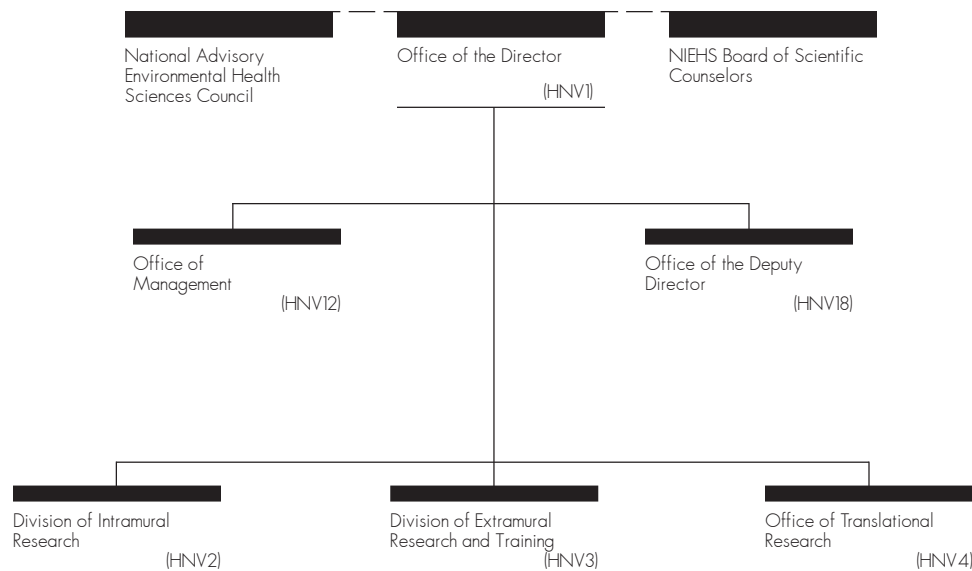 National Advisory
Environmental Health
Sciences Council
Office of the Director
(HNV1)
NIEHS Board of Scientific
Counselors
Office of
Management
(HNV12)
Office of the Deputy
Director
(HNV18)
Division of Intramural
Research
(HNV2)
Division of Extramural
Research and Training
(HNV3)
Office of Translational
Research
(HNV4)